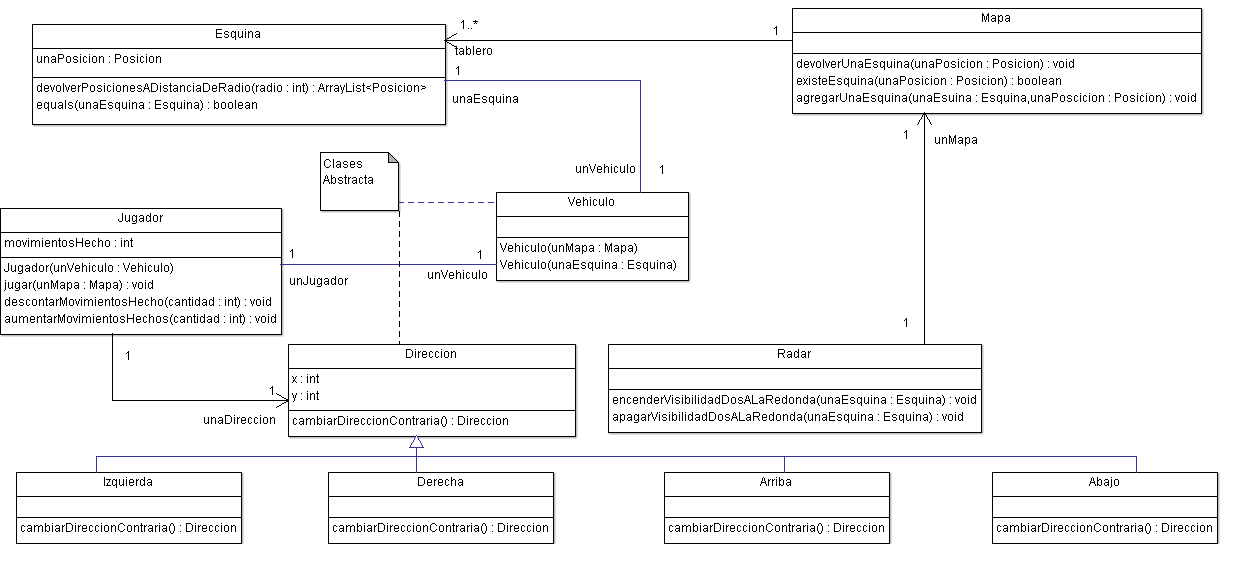 Esquina
unaPosicion : Posicion
devolverPosicionesADistanciaDeRadio(radio : int) : ArrayList<Posicion>
equals(unaEsquina : Esquina) : boolean
1..*
tablero
1
Mapa
devolverUnaEsquina(unaPosicion : Posicion) : void
existeEsquina(unaPosicion : Posicion) : boolean
agregarUnaEsquina(unaEsuina : Esquina,unaPoscicion : Posicion) : void
1
unaEsquina
unVehiculo
1
1
unMapa
Clases
Abstracta
Vehiculo
Vehiculo(unMapa : Mapa)
Vehiculo(unaEsquina : Esquina)
Jugador
movimientosHecho : int
Jugador(unVehiculo : Vehiculo)
jugar(unMapa : Mapa) : void
descontarMovimientosHecho(cantidad : int) : void
aumentarMovimientosHechos(cantidad : int) : void
1
unJugador
1
unVehiculo
1
1
unaDireccion
Direccion
x : int
y : int
cambiarDireccionContraria() : Direccion
1
Radar
encenderVisibilidadDosALaRedonda(unaEsquina : Esquina) : void
apagarVisibilidadDosALaRedonda(unaEsquina : Esquina) : void
Izquierda
cambiarDireccionContraria() : Direccion
Derecha
cambiarDireccionContraria() : Direccion
Arriba
cambiarDireccionContraria() : Direccion
Abajo
cambiarDireccionContraria() : Direccion